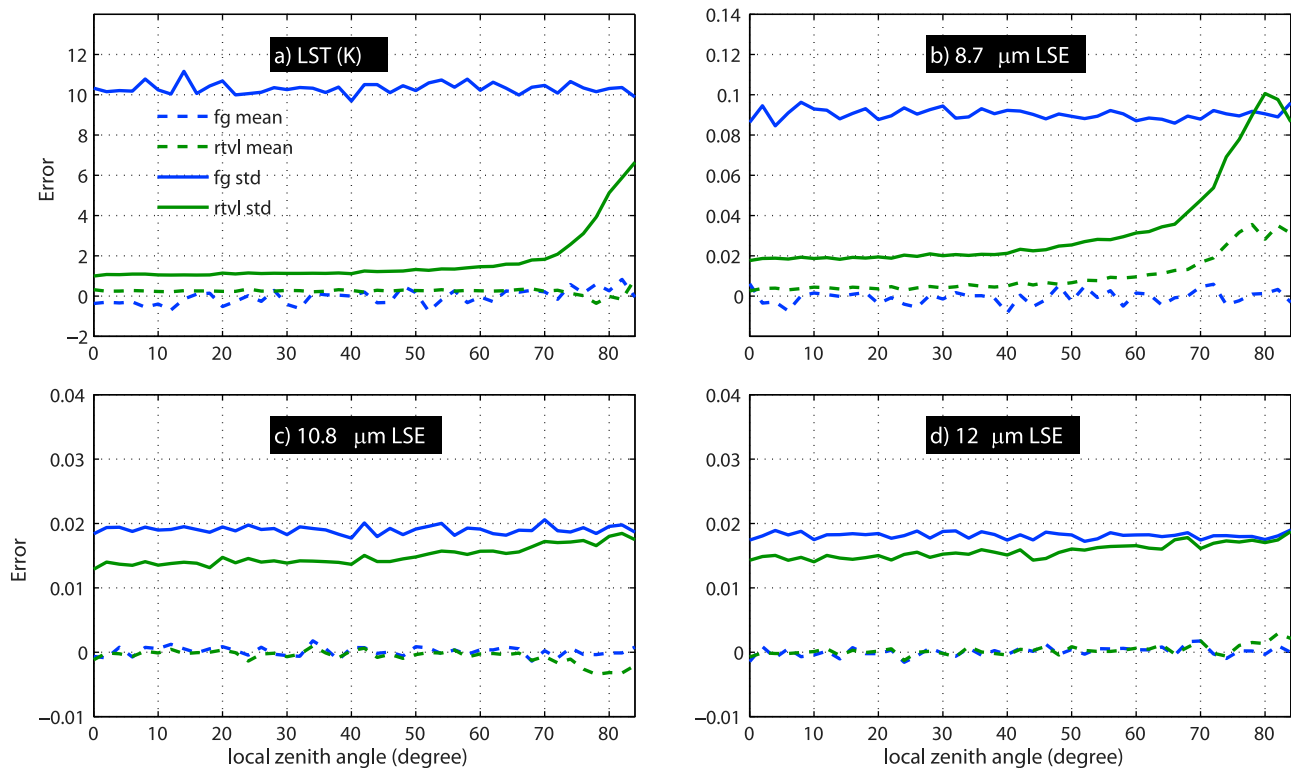 a) LST (K)
12
10
8
6
4
2
0
−2
Error
fg mean
rtvl mean
fg std
rtvl std
0 10 20 30 40 50 60 70 80
b) 8.7 μm LSE
0.14
0.12
0.1
0.08
0.06
0.04
0.02
0
0 10 20 30 40 50 60 70 80
c) 10.8 μm LSE
0.04
0.03
0.02
0.01
0
−0.01
Error
0 10 20 30 40 50 60 70 80
local zenith angle (degree)
d) 12 μm LSE
0.04
0.03
0.02
0.01
0
−0.01
0 10 20 30 40 50 60 70 80
local zenith angle (degree)